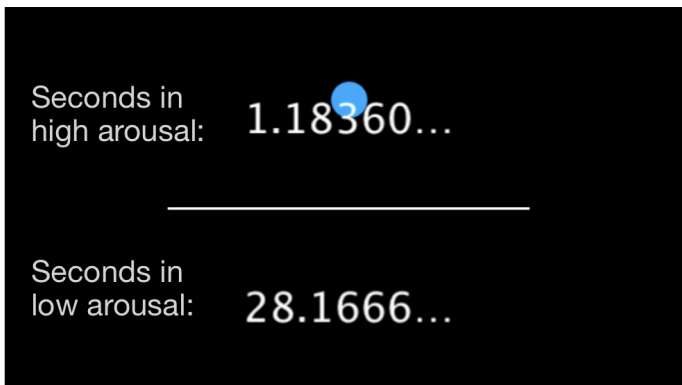 Seconds in
high arousal:
1.18360...
Seconds in
low arousal:
28.1666...